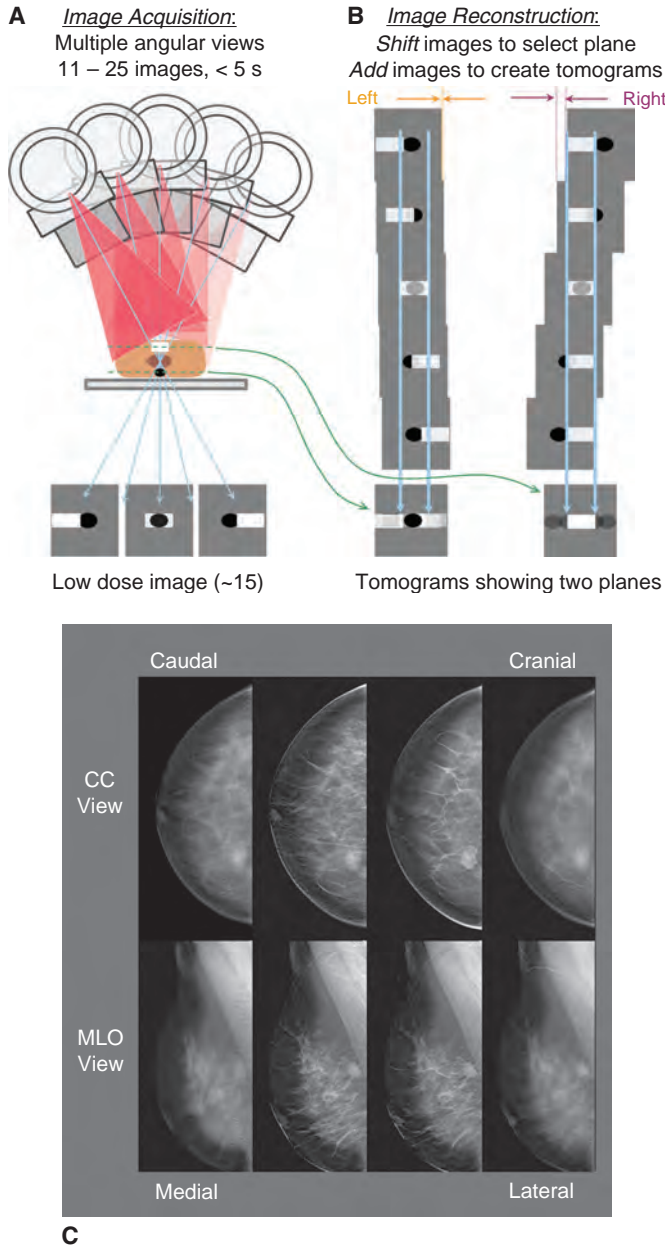 A
Image Acquisition:
Multiple angular views
11 – 25 images, < 5 s
Low dose image (~15)
B
Image Reconstruction:
Shift images to select plane
Add images to create tomograms
Left
Right
Tomograms showing two planes
Caudal
Cranial
CC
View
MLO
View
Medial
Lateral
C